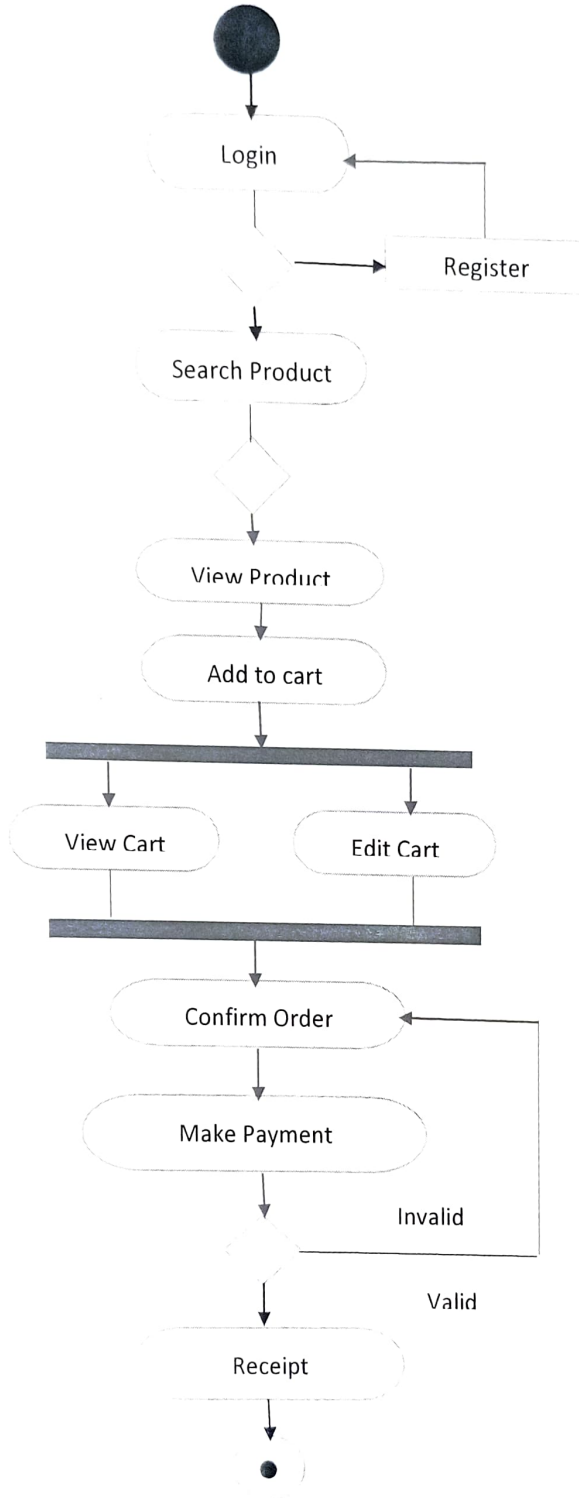 Login
Register
Search Product
View Product
Add to cart
View Cart
Edit Cart
Confirm Order
Make Payment
Invalid
Valid
Receipt